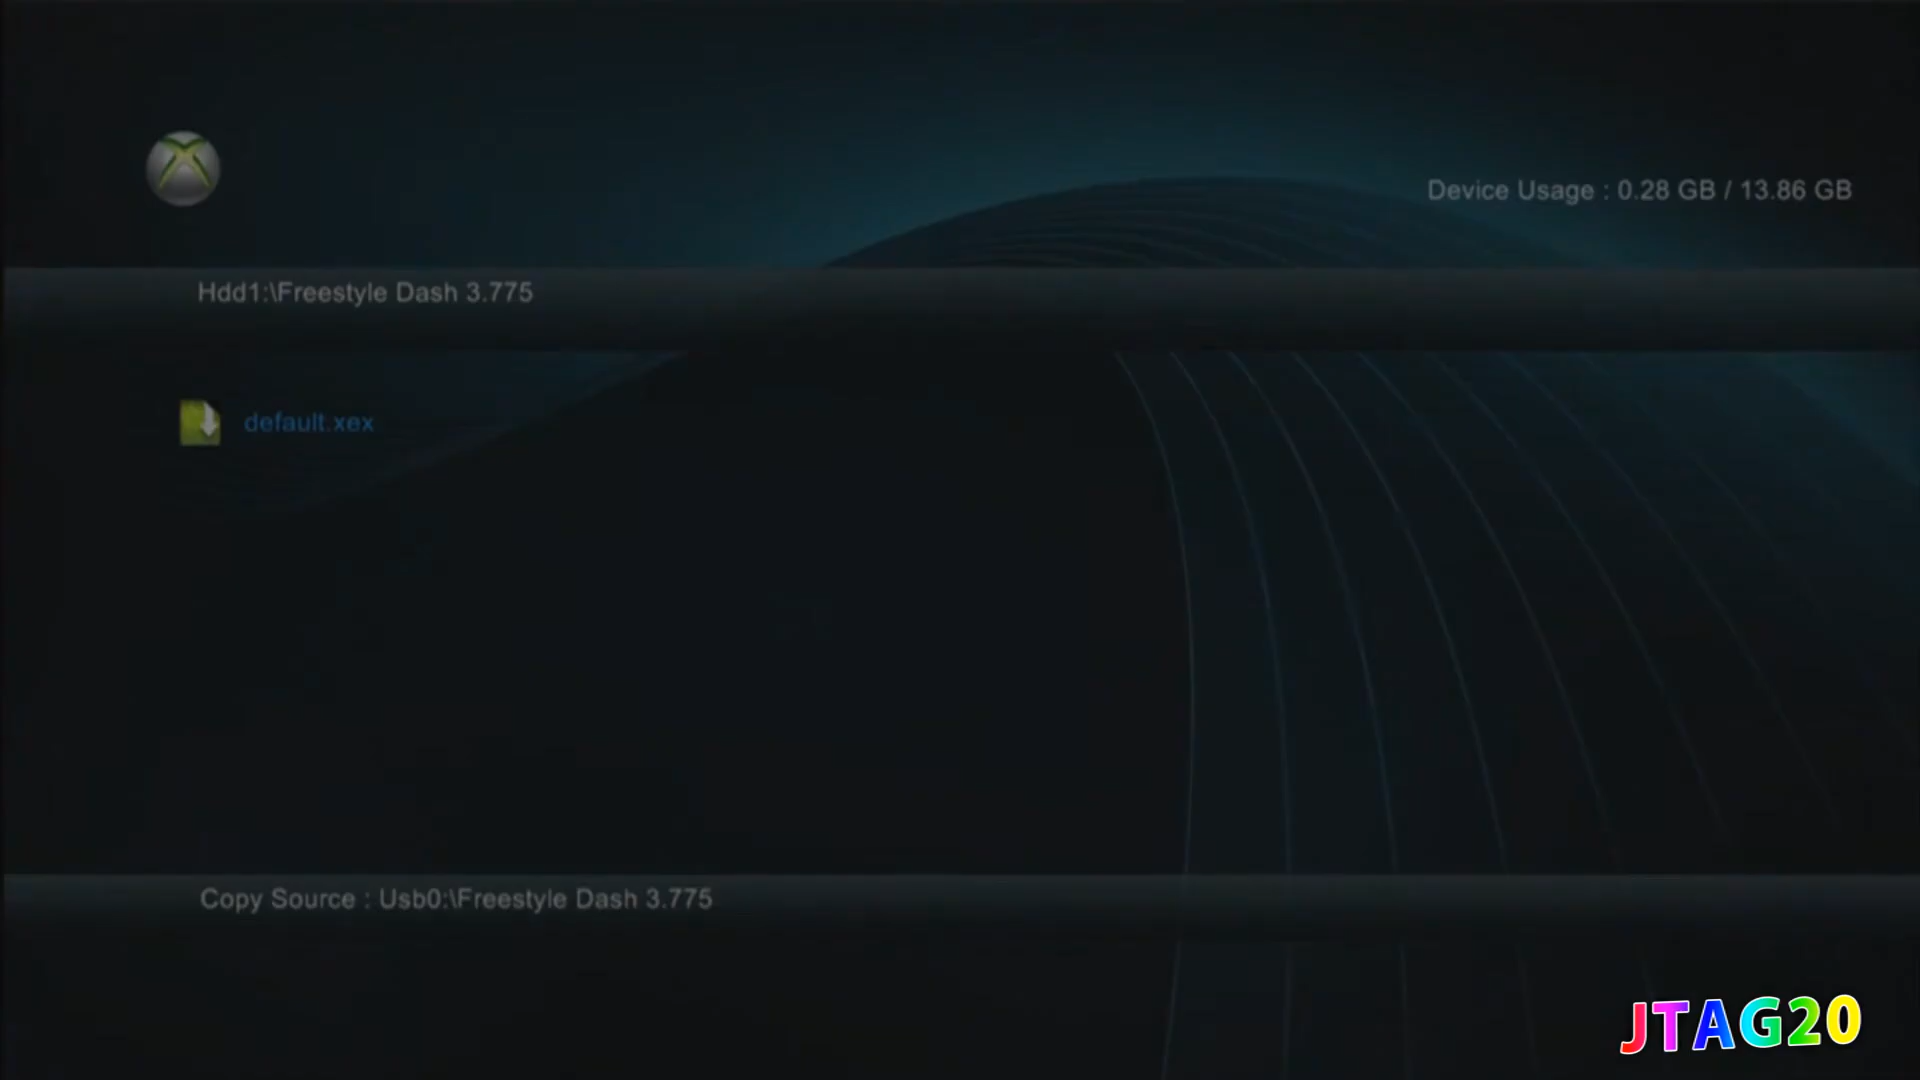 Device Usage : 0.28 GB / 13.86 GB
Hdd1:\Freestyle Dash 3.775
default.xex
Copy Source : Usb0:\Freestyle Dash 3.775
JTAG20